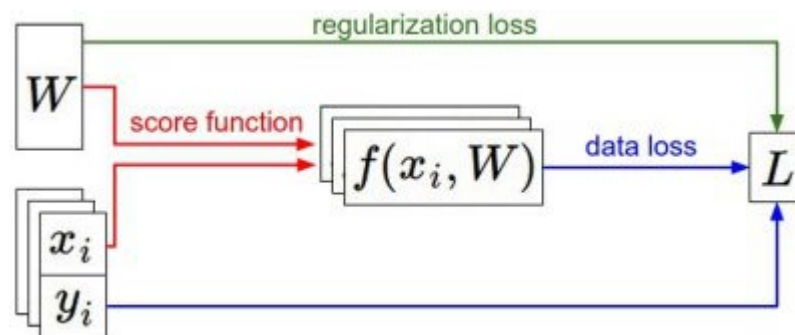 regularization loss
W
score function
f(x_i, W)
data loss
L
x_i
y_i